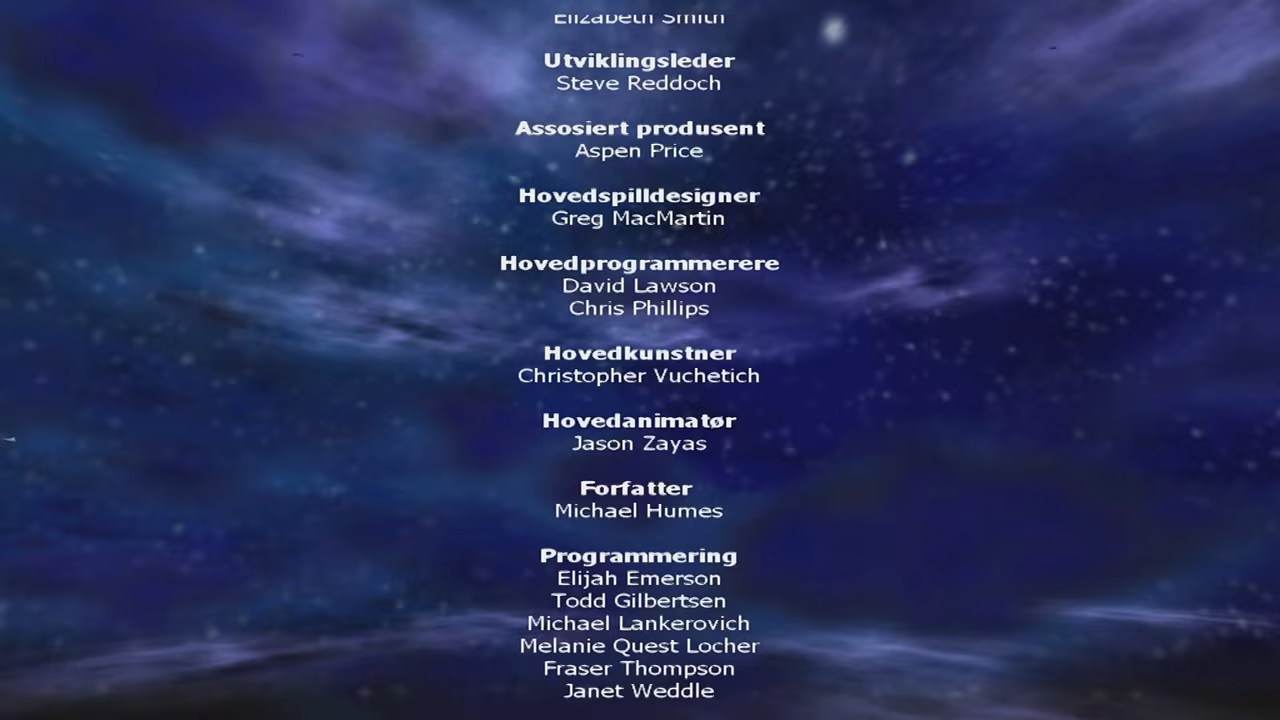 Elizabeth Smith
Utviklingsleder
Steve Reddoch
Assosiert produsent
Aspen Price
Hovedspilldesigner
Greg MacMartin
Hovedprogrammerere
David Lawson
Chris Phillips
Hovedkunstner
Christopher Vuchetich
Hovedanimatør
Jason Zayas
Forfatter
Michael Humes
Programmering
Elijah Emerson
Todd Gilbertsen
Michael Lankerovich
Melanie Quest Locher
Fraser Thompson
Janet Weddle